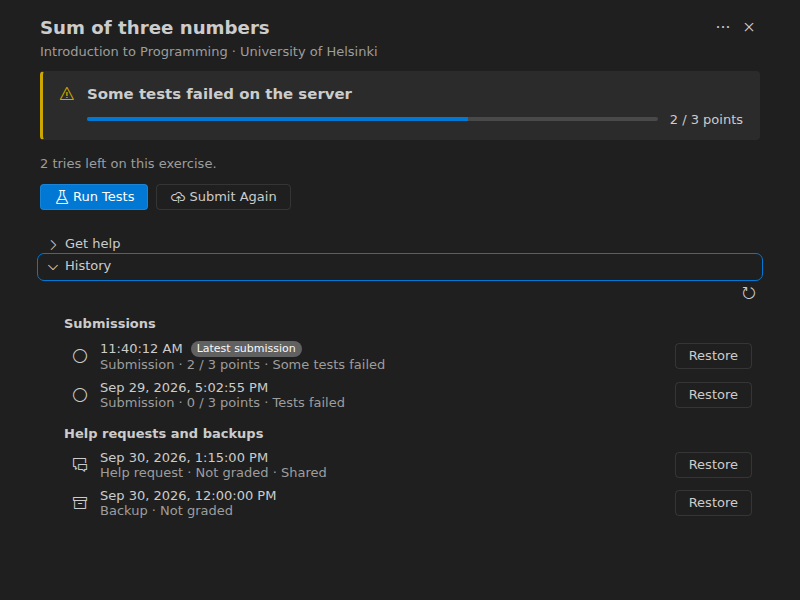 Sum of three numbers
Introduction to Programming · University of Helsinki
Some tests failed on the server
2 / 3 points
2 tries left on this exercise.
Run Tests
Submit Again
Get help
History
Submissions
11:40:12 AM Latest submission
Submission · 2 / 3 points · Some tests failed
Restore
Sep 29, 2026, 5:02:55 PM
Submission · 0 / 3 points · Tests failed
Restore
Help requests and backups
Sep 30, 2026, 1:15:00 PM
Help request · Not graded · Shared
Restore
Sep 30, 2026, 12:00:00 PM
Backup · Not graded
Restore